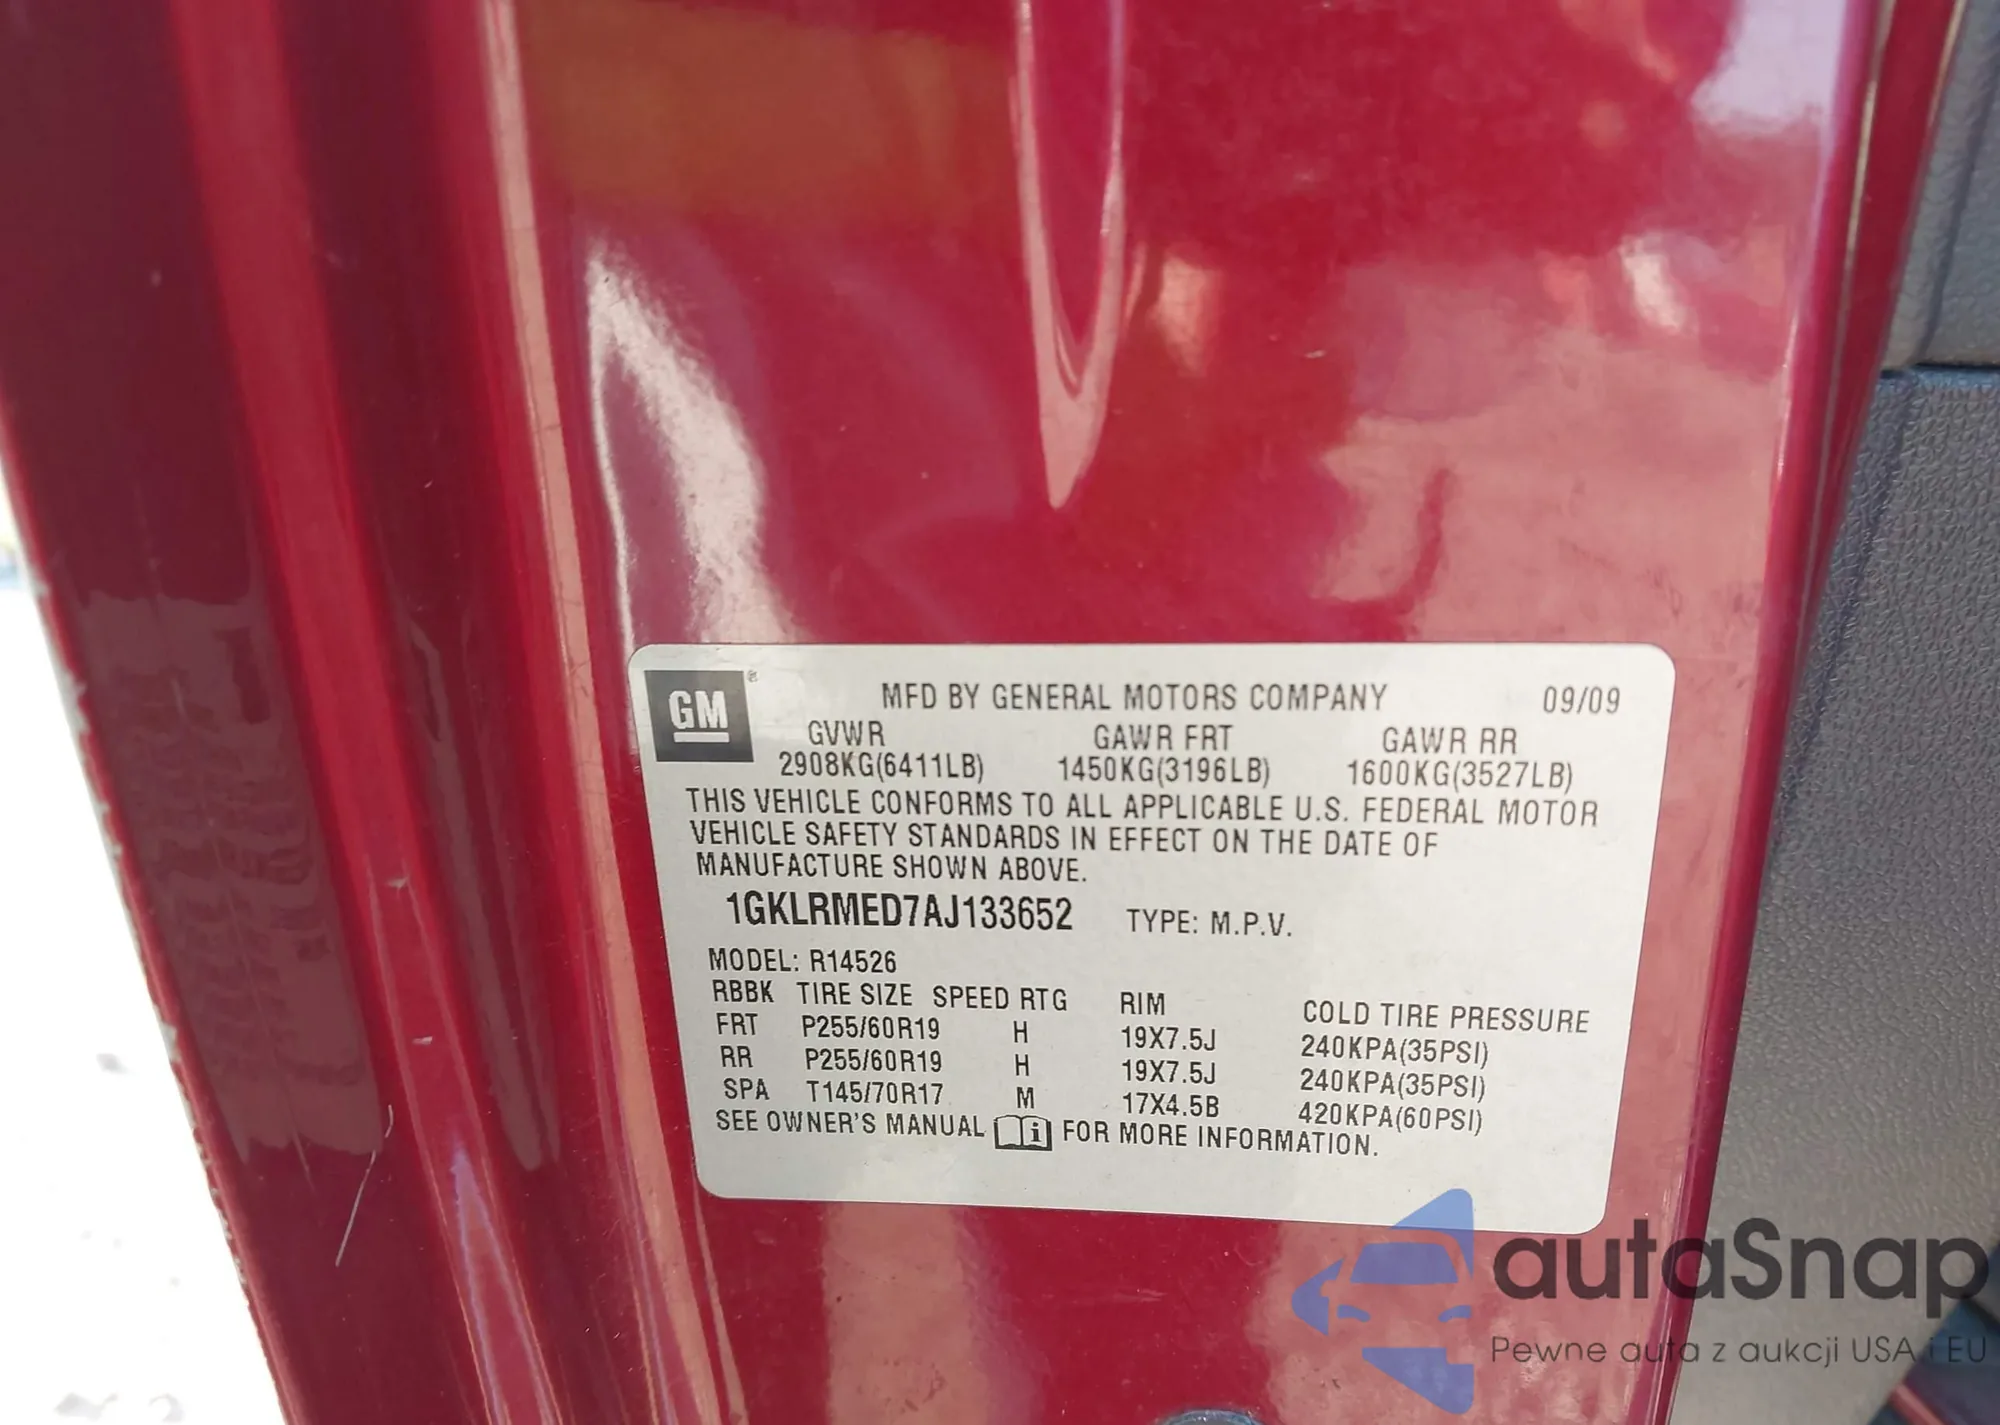 GM ®
MFD BY GENERAL MOTORS COMPANY 09/09
GVWR GAWR FRT GAWR RR
2908KG(6411LB) 1450KG(3196LB) 1600KG(3527LB)
THIS VEHICLE CONFORMS TO ALL APPLICABLE U.S. FEDERAL MOTOR
VEHICLE SAFETY STANDARDS IN EFFECT ON THE DATE OF
MANUFACTURE SHOWN ABOVE.
1GKLRMED7AJ133652 TYPE: M.P.V.
MODEL: R14526
RBBK TIRE SIZE SPEED RTG RIM COLD TIRE PRESSURE
FRT P255/60R19 H 19X7.5J 240KPA(35PSI)
RR P255/60R19 H 19X7.5J 240KPA(35PSI)
SPA T145/70R17 M 17X4.5B 420KPA(60PSI)
SEE OWNER'S MANUAL i FOR MORE INFORMATION.
autaSnap
Pewne auta z aukcji USA i EU